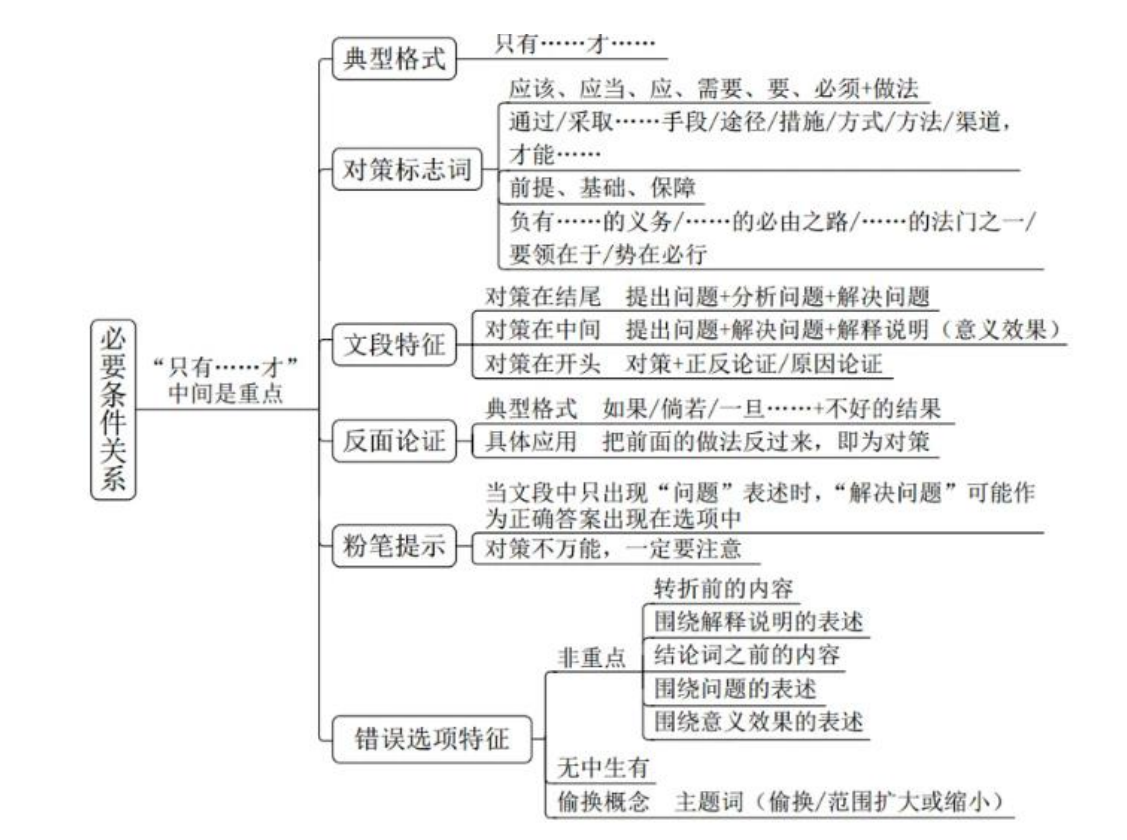 必要条件关系
“只有……才”
中间是重点
典型格式
只有……才……
对策标志词
应该、应当、应、需要、要、必须+做法
通过/采取……手段/途径/措施/方式/方法/渠道，
才能……
前提、基础、保障
负有……的义务/……的必由之路/……的法门之一/
要领在于/势在必行
文段特征
对策在结尾 提出问题+分析问题+解决问题
对策在中间 提出问题+解决问题+解释说明（意义效果）
对策在开头 对策+正反论证/原因论证
反面论证
典型格式 如果/倘若/一旦……+不好的结果
具体应用 把前面的做法反过来，即为对策
粉笔提示
当文段中只出现“问题”表述时，“解决问题”可能作
为正确答案出现在选项中
对策不万能，一定要注意
错误选项特征
非重点
转折前的内容
围绕解释说明的表述
结论词之前的内容
围绕问题的表述
围绕意义效果的表述
无中生有
偷换概念 主题词（偷换/范围扩大或缩小）